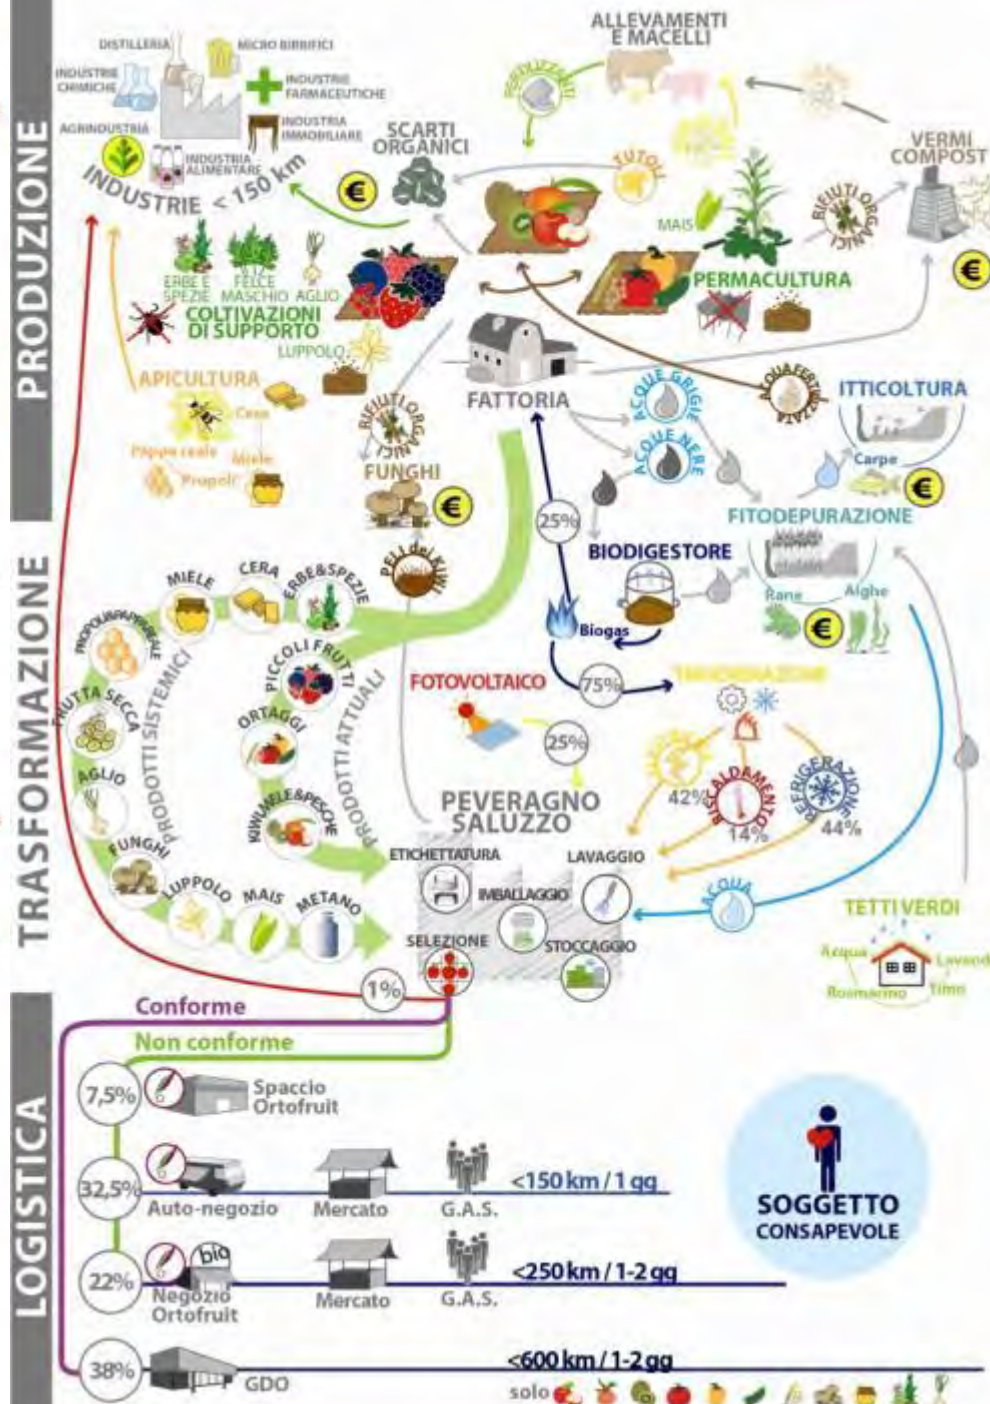 PRODUZIONE
DISTILLERIA
MICRO BIRRIFICI
INDUSTRIE
CHIMICHE
INDUSTRIE
FARMACEUTICHE
AGRINDUSTRIA
INDUSTRIA
IMMOBILIARE
INDUSTRIA
ALIMENTARE
INDUSTRIE < 150 km
€
SCARTI
ORGANICI
ALLEVAMENTI
E MACELLI
TUTOLI
MAIS
RIFIUTI ORGANICI
VERMI
COMPOST
€
ERBE E
SPEZIE
FELCE
MASCHIO
AGLIO
COLTIVAZIONI
DI SUPPORTO
LUPPOLO
PERMACULTURA
APICULTURA
Cera
Pappa reale
Miele
Propoli
RIFIUTI ORGANICI
FUNGHI
€
FATTORIA
ACQUE GRIGIE
ACQUE NERE
ACQUA FERTILIZZATA
ITTICOLTURA
Carpe
€
FITODEPURAZIONE
Rane
Alghe
€
25%
BIODIGESTORE
Biogas
75%
PELI del KIWI
TRASFORMAZIONE
MIELE
CERA
ERBE&SPEZIE
FRUTTA SECCA
AGLIO
FUNGHI
LUPPOLO
MAIS
METANO
PRODOTTI SISTEMICI
PICCOLI FRUTTI
ORTAGGI
KIWI,MELE&PESCHE
PRODOTTI ATTUALI
FOTOVOLTAICO
25%
42%
RISCALDAMENTO
14%
REFRIGERAZIONE
44%
PEVERAGNO
SALUZZO
ETICHETTATURA
LAVAGGIO
IMBALLAGGIO
SELEZIONE
STOCCAGGIO
ACQUA
TETTI VERDI
Acqua
Lavand
Rosmarino
Timo
1%
LOGISTICA
Conforme
Non conforme
7,5%
Spaccio
Ortofruit
32,5%
Auto-negozio
Mercato
G.A.S.
<150 km / 1 gg
22%
bio
Negozio
Ortofruit
Mercato
G.A.S.
<250 km / 1-2 gg
38%
GDO
<600 km / 1-2 gg
solo
SOGGETTO
CONSAPEVOLE